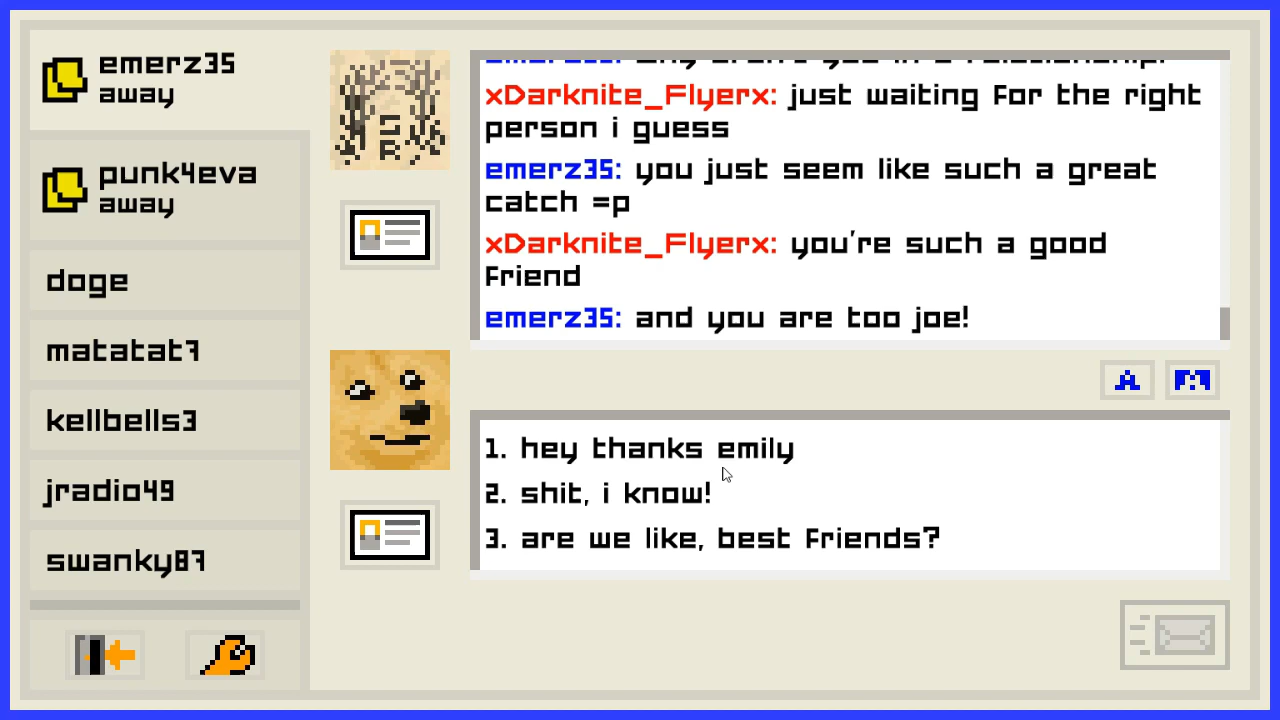 emerz35
away
punk4eva
away
doge
matatat7
kellbells3
jradio49
swanky87
xDarknite_Flyerx: just waiting for the right
person i guess
emerz35: you just seem like such a great
catch =p
xDarknite_Flyerx: you're such a good
friend
emerz35: and you are too joe!
A
1. hey thanks emily
2. shit, i know!
3. are we like, best friends?